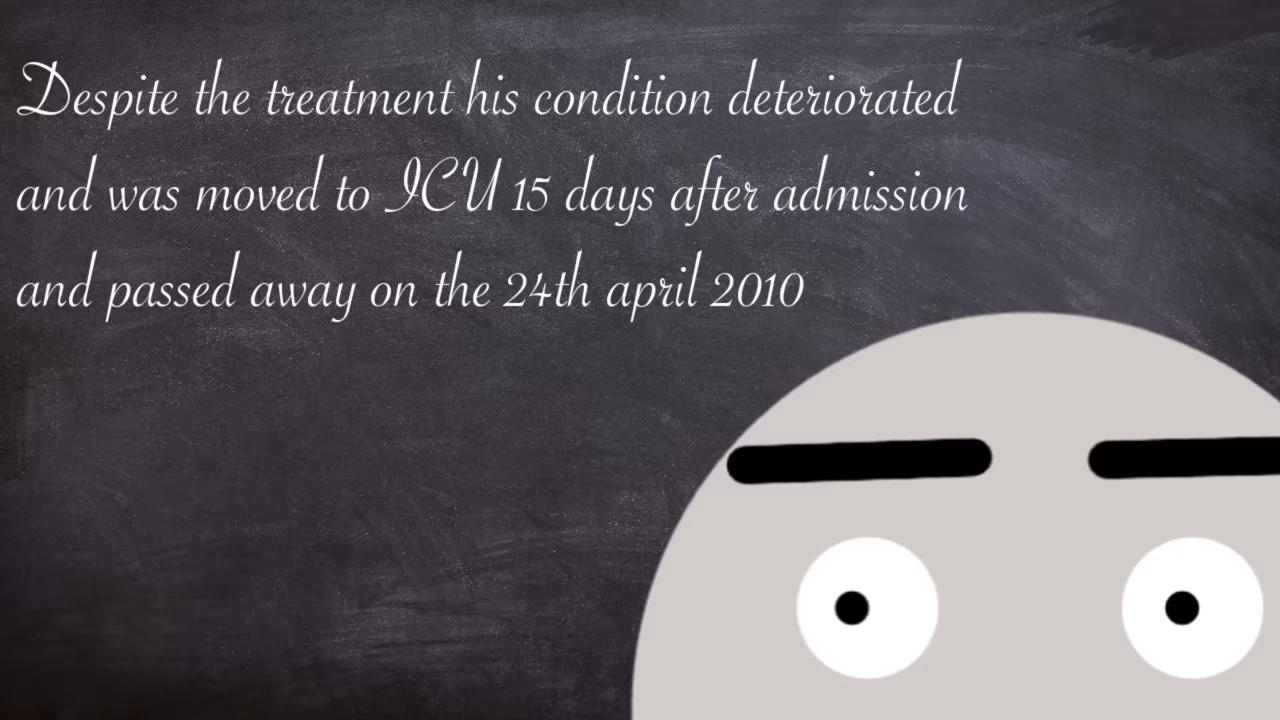 Despite the treatment his condition deteriorated
and was moved to ICU 15 days after admission
and passed away on the 24th april 2010